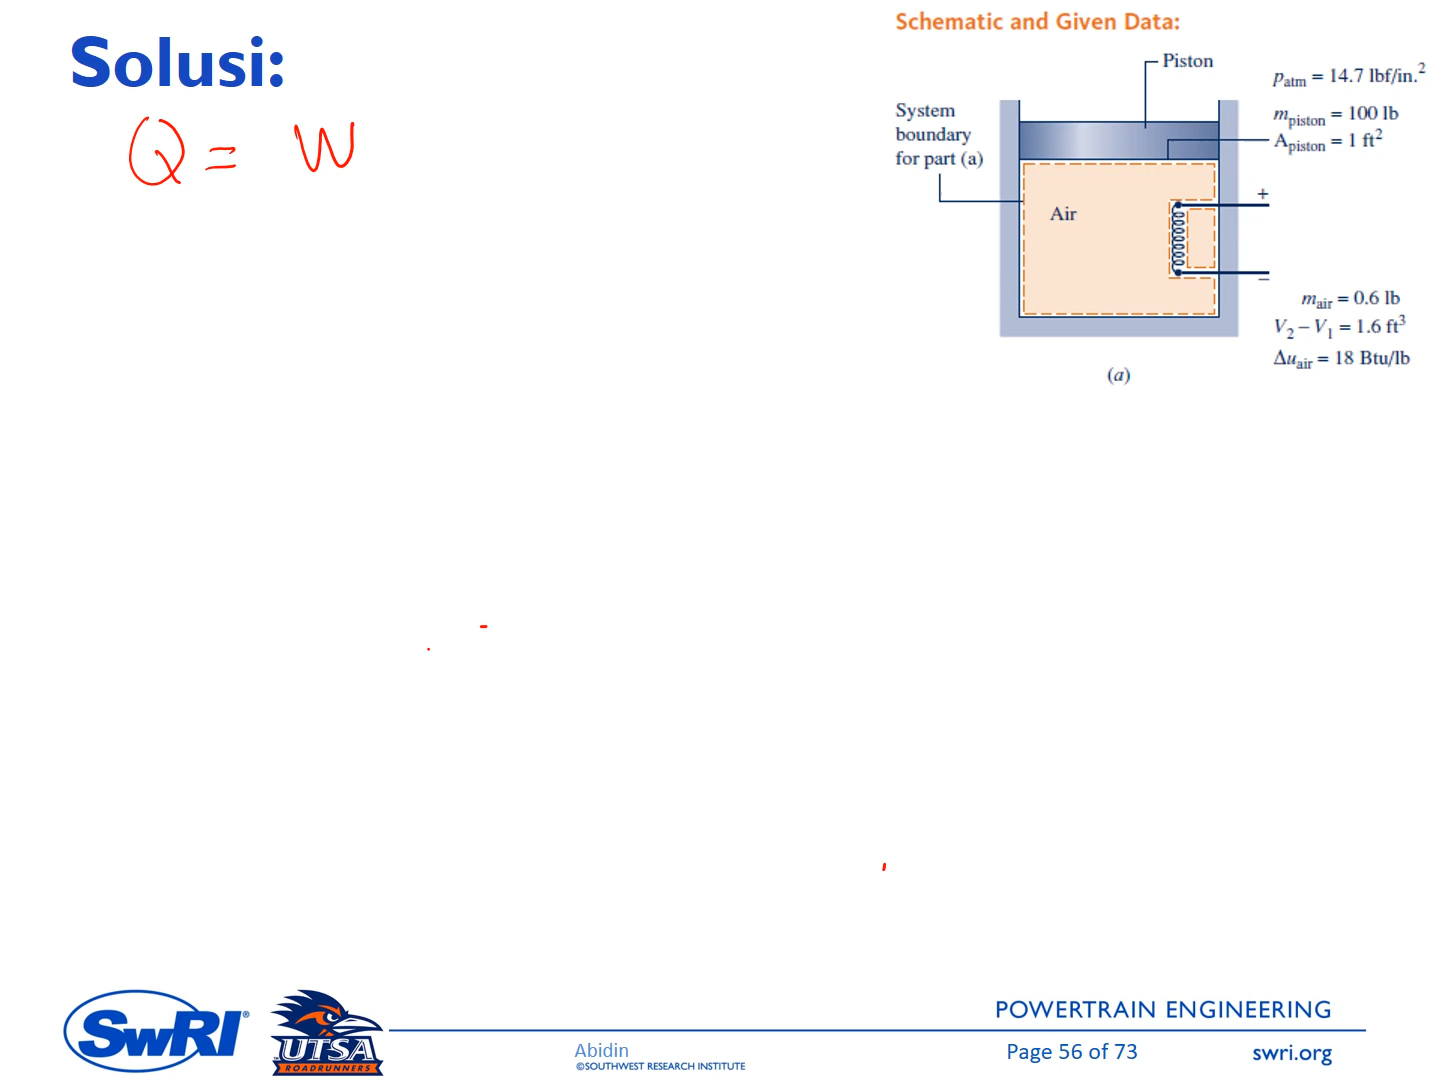 Solusi:
Q = W
Schematic and Given Data:
Piston
System
boundary
for part (a)
Air
+
−
p_atm = 14.7 lbf/in.²
m_piston = 100 lb
A_piston = 1 ft²
m_air = 0.6 lb
V₂ – V₁ = 1.6 ft³
Δu_air = 18 Btu/lb
(a)
SwRI®
UTSA
ROADRUNNERS
Abidin
©SOUTHWEST RESEARCH INSTITUTE
POWERTRAIN ENGINEERING
Page 56 of 73
swri.org